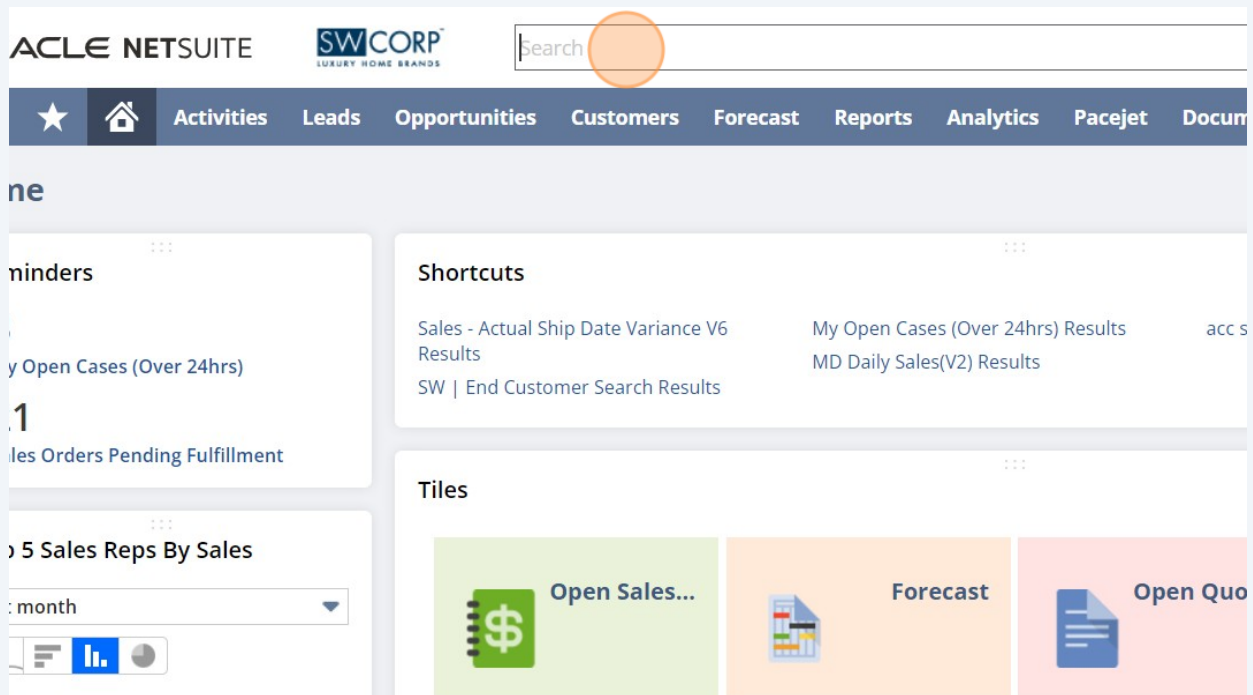 ACLE NETSUITE
SWCORP
LUXURY HOME BRANDS
Search
Activities Leads Opportunities Customers Forecast Reports Analytics Pacejet Docum
me
minders
Shortcuts
Sales - Actual Ship Date Variance V6
Results
SW | End Customer Search Results
My Open Cases (Over 24hrs) Results
MD Daily Sales(V2) Results
acc s
y Open Cases (Over 24hrs)
1
les Orders Pending Fulfillment
Tiles
5 Sales Reps By Sales
month
Open Sales...
Forecast
Open Quo